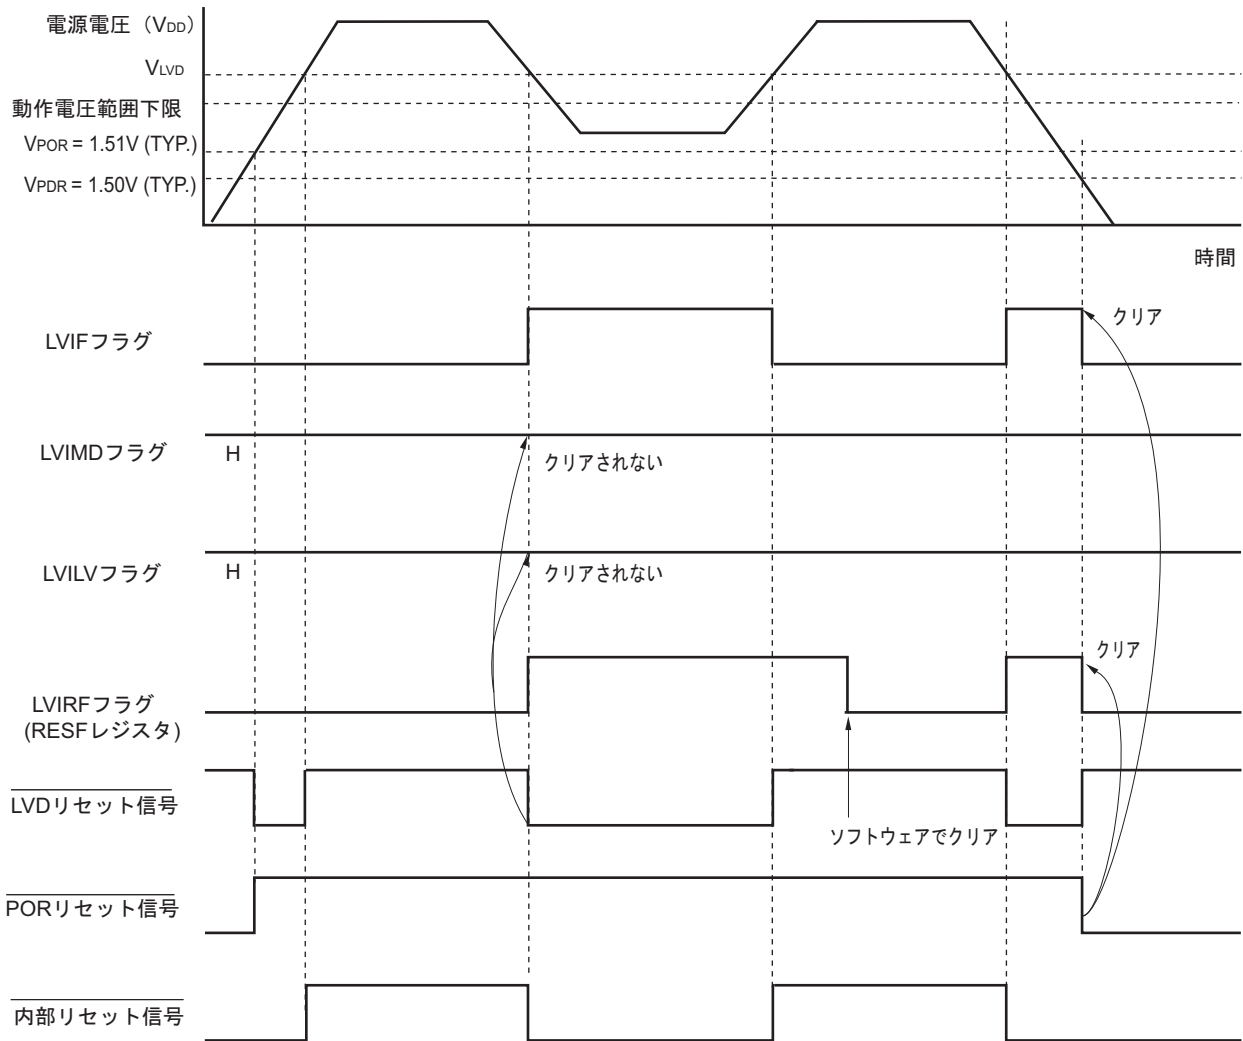 電源電圧（VDD）
VLVD
動作電圧範囲下限
VPOR = 1.51V (TYP.)
VPDR = 1.50V (TYP.)
時間
LVIFフラグ
クリア
LVIMDフラグ
H
クリアされない
LVILVフラグ
H
クリアされない
LVIRFフラグ
(RESFレジスタ)
クリア
LVDリセット信号
ソフトウェアでクリア
PORリセット信号
内部リセット信号